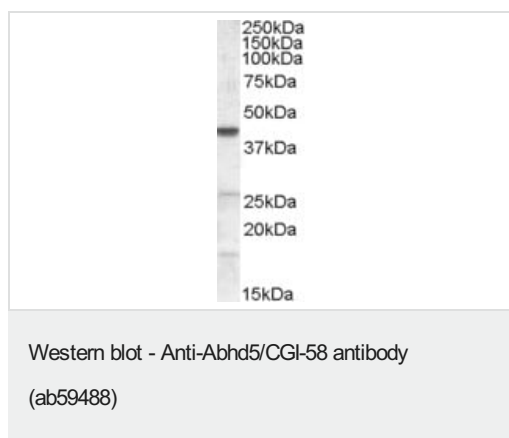 250kDa
150kDa
100kDa
75kDa
50kDa
37kDa
25kDa
20kDa
15kDa
Western blot - Anti-Abhd5/CGI-58 antibody
(ab59488)